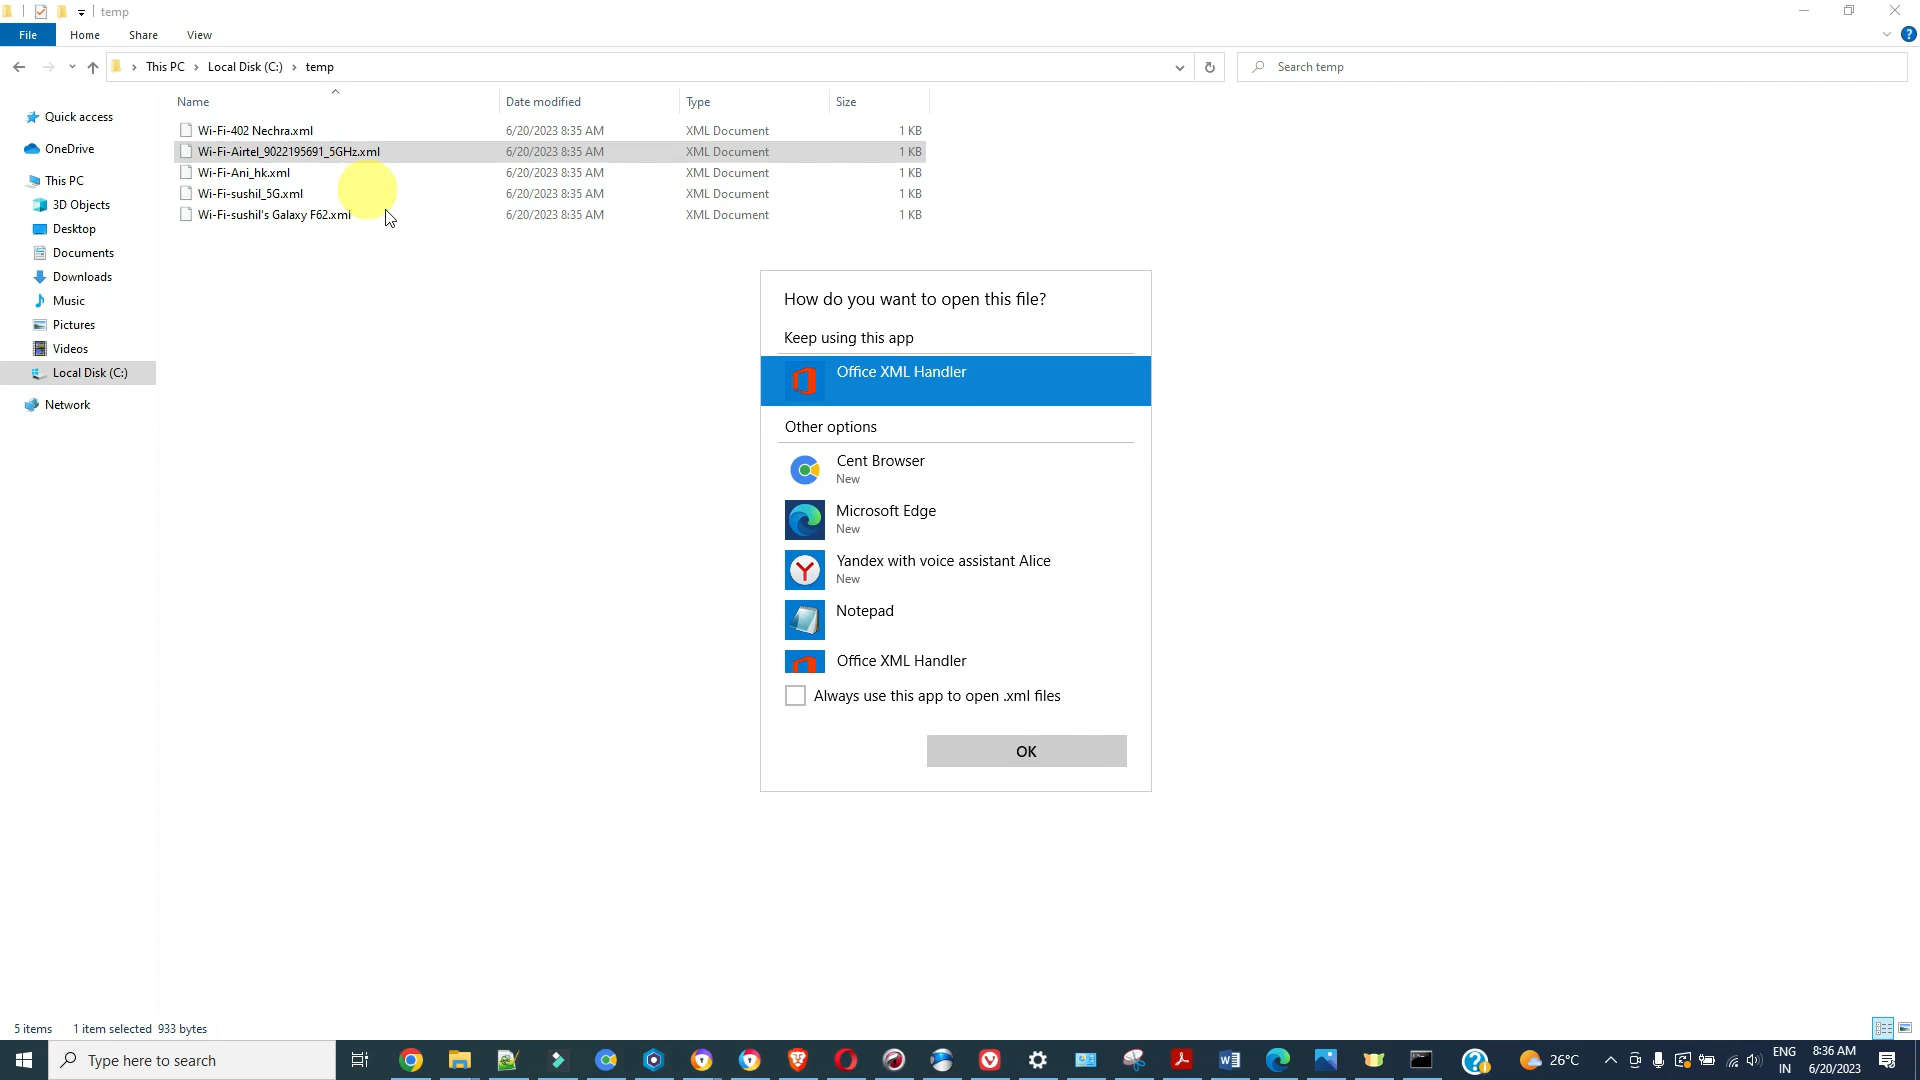 temp
File Home Share View
This PC › Local Disk (C:) › temp
Search temp
Name Date modified Type Size
Wi-Fi-402 Nechra.xml 6/20/2023 8:35 AM XML Document 1 KB
Wi-Fi-Airtel_9022195691_5GHz.xml 6/20/2023 8:35 AM XML Document 1 KB
Wi-Fi-Ani_hk.xml 6/20/2023 8:35 AM XML Document 1 KB
Wi-Fi-sushil_5G.xml 6/20/2023 8:35 AM XML Document 1 KB
Wi-Fi-sushil's Galaxy F62.xml 6/20/2023 8:35 AM XML Document 1 KB
Quick access
OneDrive
This PC
3D Objects
Desktop
Documents
Downloads
Music
Pictures
Videos
Local Disk (C:)
Network
How do you want to open this file?
Keep using this app
Office XML Handler
Other options
Cent Browser
New
Microsoft Edge
New
Yandex with voice assistant Alice
New
Notepad
Office XML Handler
Always use this app to open .xml files
OK
5 items 1 item selected 933 bytes
Type here to search
26°C
ENG
IN
8:36 AM
6/20/2023